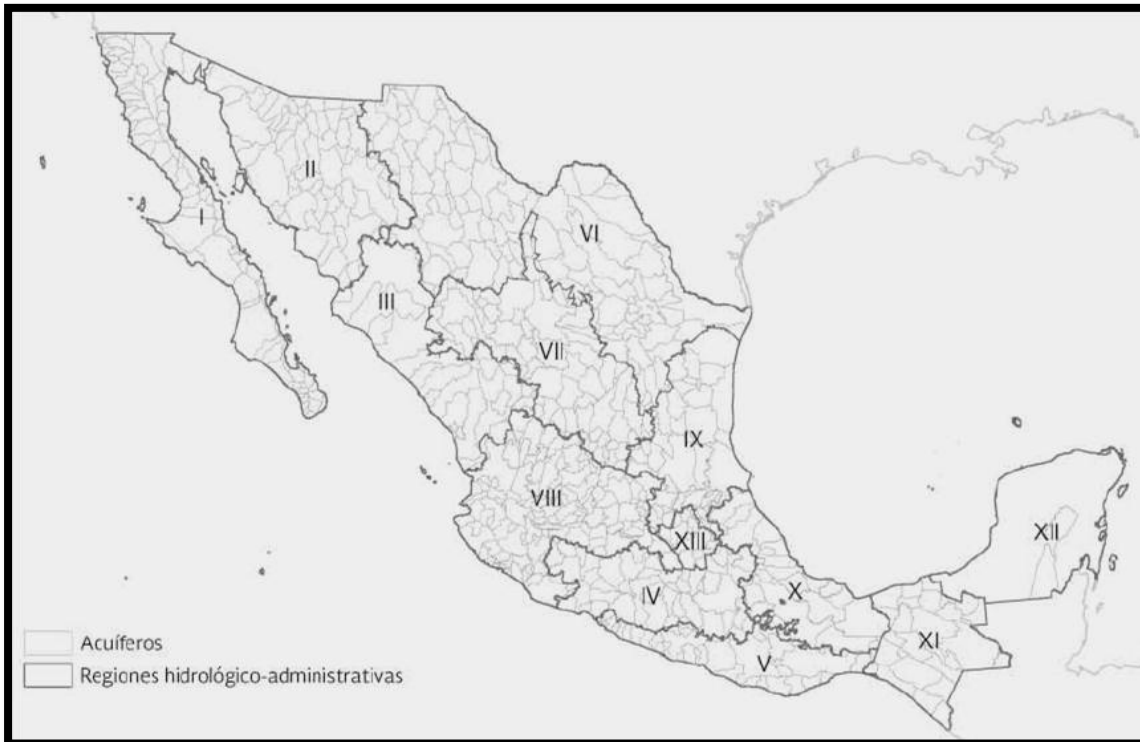 II
VI
I
III
VII
IX
VIII
XII
XIII
IV
X
XI
V
Acuíferos
Regiones hidrológico-administrativas